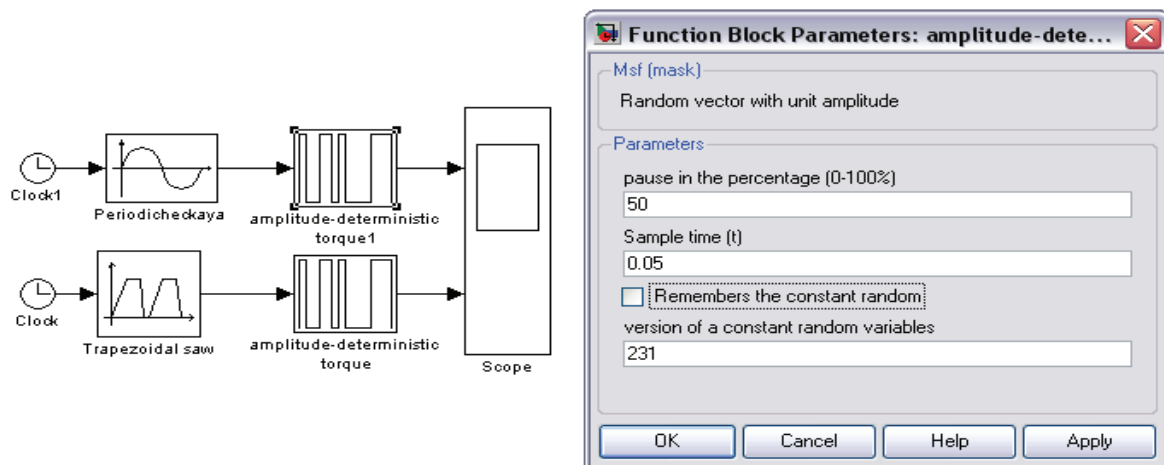 Clock1
Periodicheckaya
amplitude-deterministic
torque1
Clock
Trapezoidal saw
amplitude-deterministic
torque
Scope
Function Block Parameters: amplitude-dete...
Msf (mask)
Random vector with unit amplitude
Parameters
pause in the percentage (0-100%)
50
Sample time (t)
0.05
Remembers the constant random
version of a constant random variables
231
OK
Cancel
Help
Apply